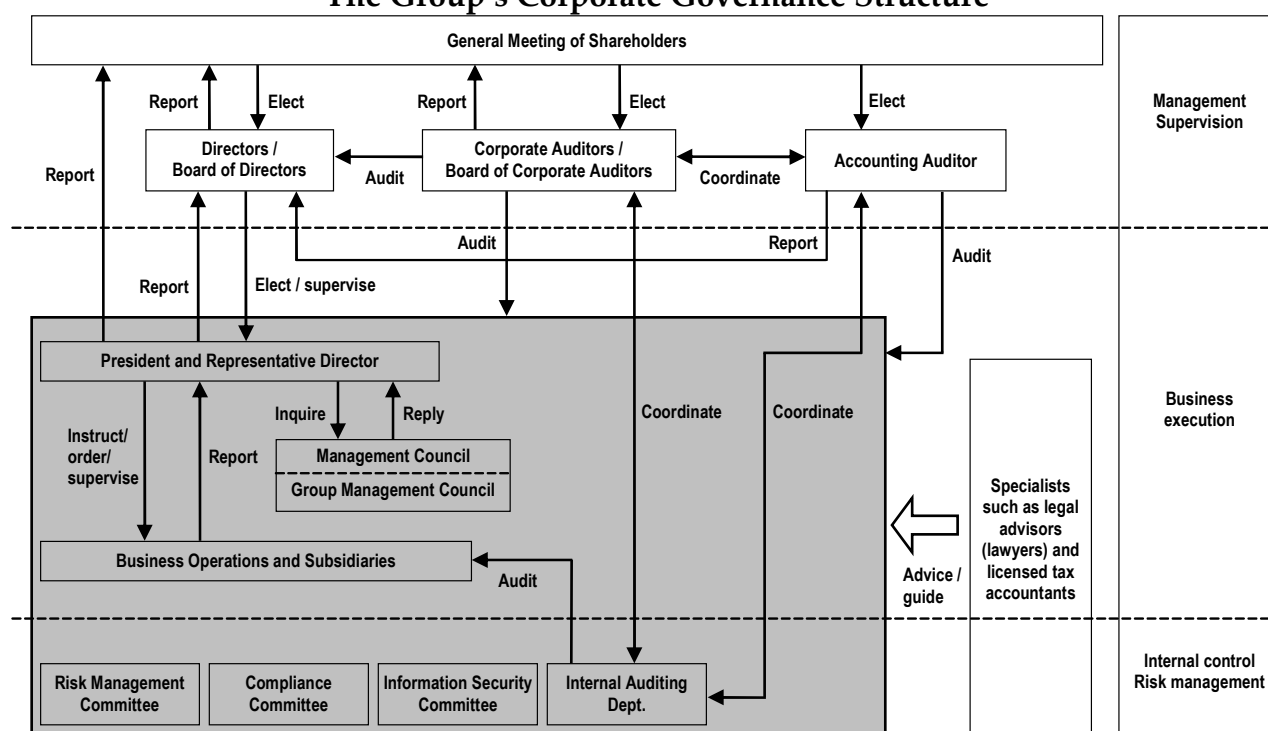 The Group's Corporate Governance Structure
General Meeting of Shareholders
Report
Elect
Report
Elect
Elect
Management
Supervision
Directors /
Board of Directors
Corporate Auditors /
Board of Corporate Auditors
Accounting Auditor
Report
Audit
Coordinate
Audit
Report
Audit
Report
Elect / supervise
President and Representative Director
Inquire
Reply
Coordinate
Coordinate
Business
execution
Instruct/
order/
supervise
Report
Management Council
Group Management Council
Specialists
such as legal
advisors
(lawyers) and
licensed tax
accountants
Business Operations and Subsidiaries
Audit
Advice /
guide
Risk Management
Committee
Compliance
Committee
Information Security
Committee
Internal Auditing
Dept.
Internal control
Risk management